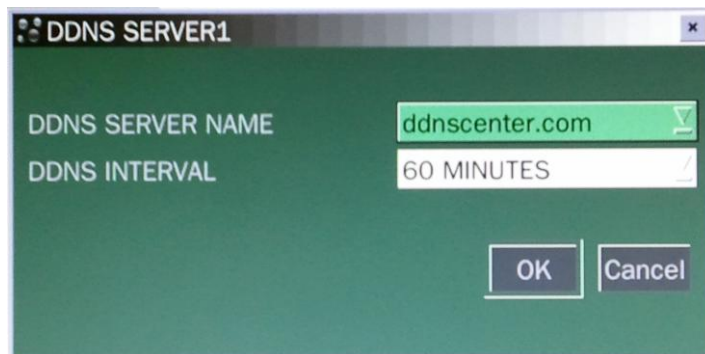 DDNS SERVER1
DDNS SERVER NAME ddnscenter.com
DDNS INTERVAL 60 MINUTES
OK Cancel